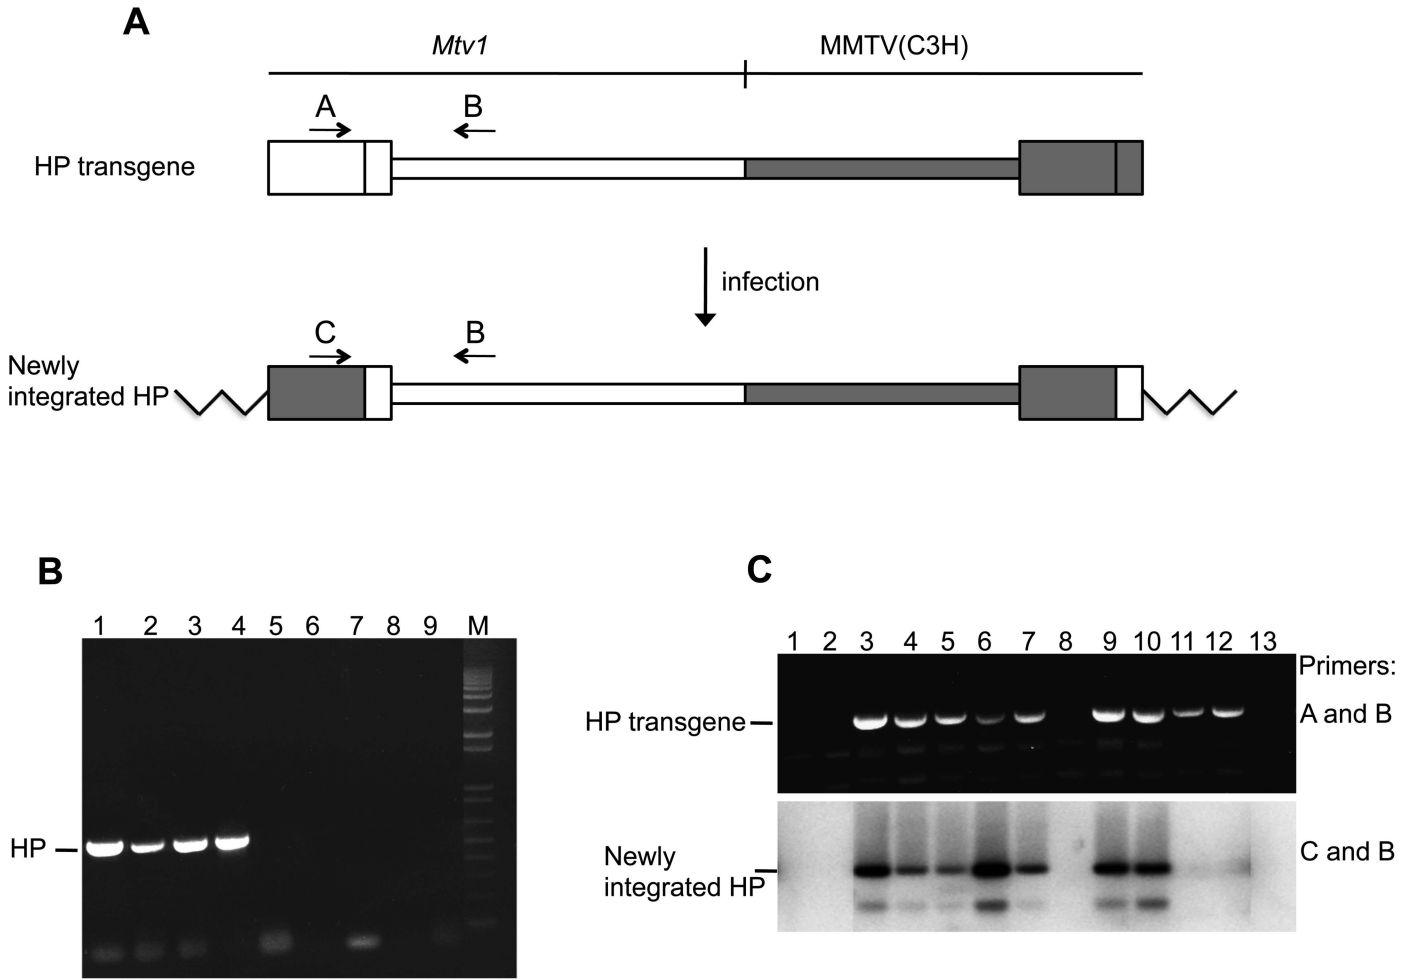 A
Mtv1 MMTV(C3H)
A B
HP transgene
infection
C B
Newly
integrated HP
B
1 2 3 4 5 6 7 8 9 M
HP
C
1 2 3 4 5 6 7 8 9 10 11 12 13
Primers:
HP transgene
A and B
Newly
integrated HP
C and B